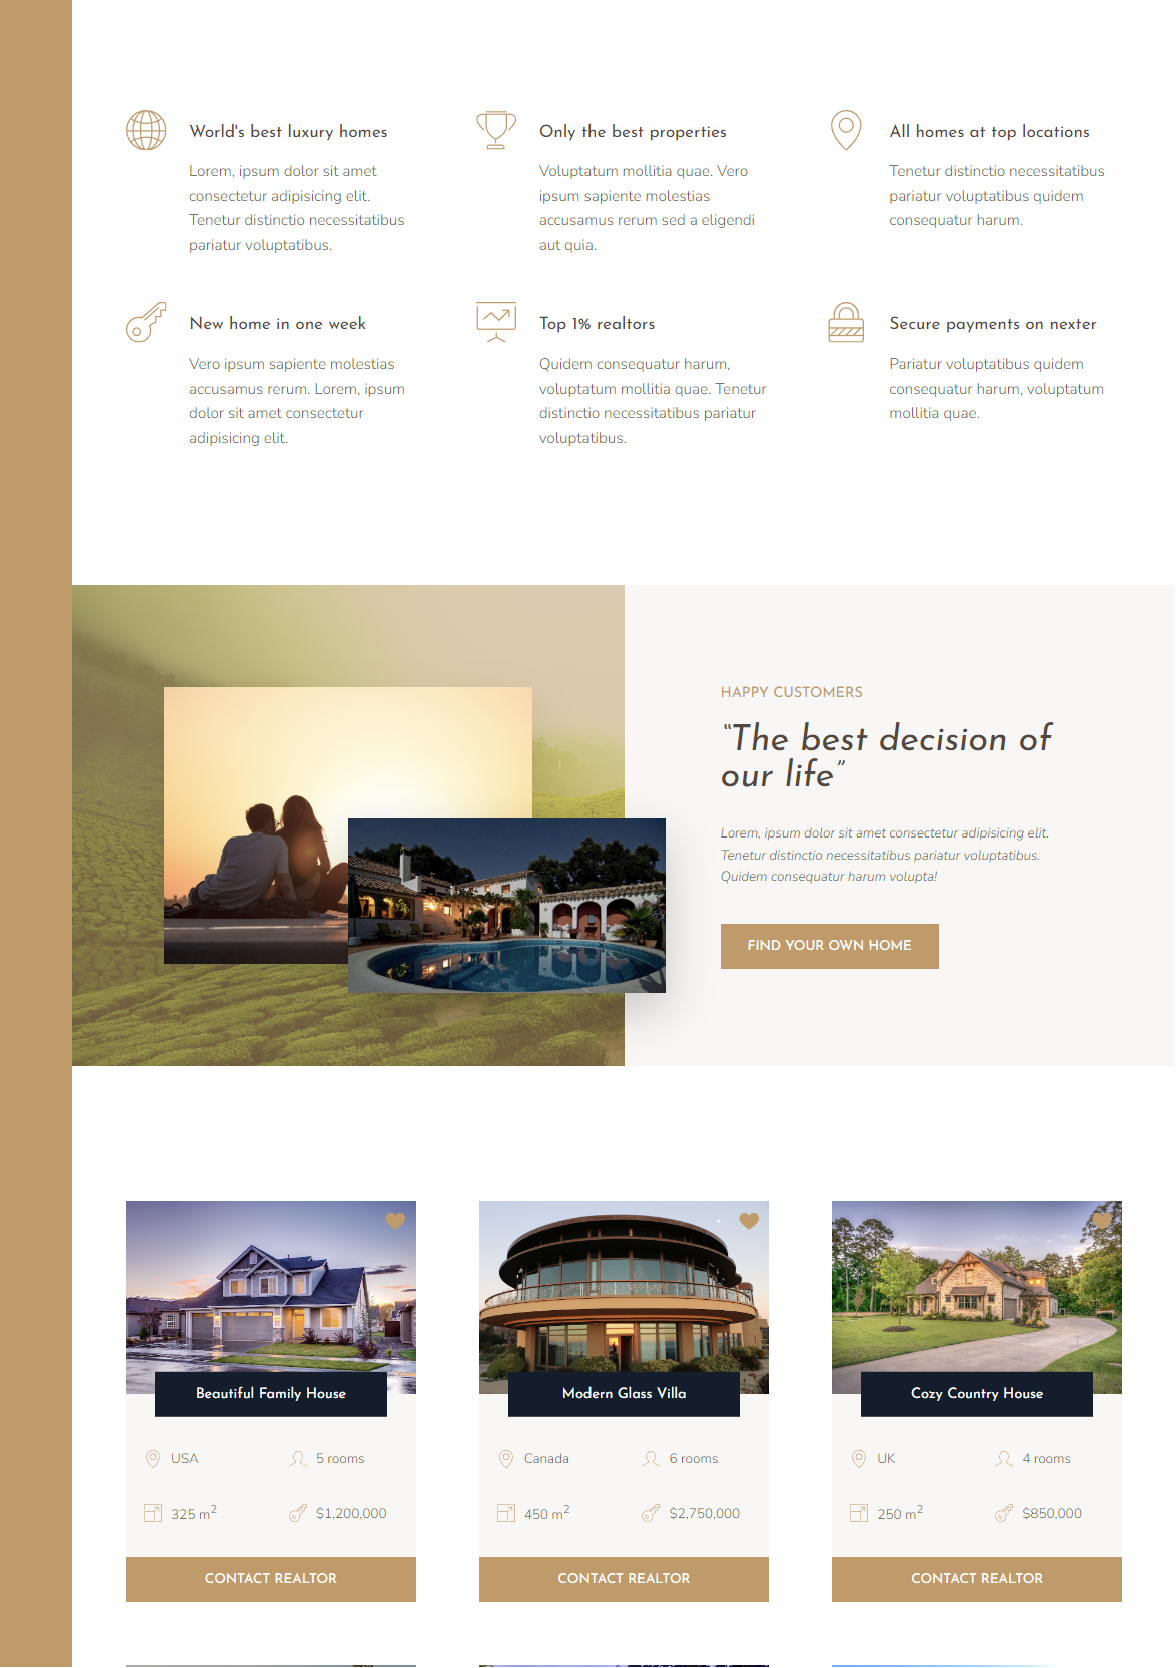 World's best luxury homes
Lorem, ipsum dolor sit amet
consectetur adipisicing elit.
Tenetur distinctio necessitatibus
pariatur voluptatibus.
Only the best properties
Voluptatum mollitia quae. Vero
ipsum sapiente molestias
accusamus rerum sed a eligendi
aut quia.
All homes at top locations
Tenetur distinctio necessitatibus
pariatur voluptatibus quidem
consequatur harum.
New home in one week
Vero ipsum sapiente molestias
accusamus rerum. Lorem, ipsum
dolor sit amet consectetur
adipisicing elit.
Top 1% realtors
Quidem consequatur harum,
voluptatum mollitia quae. Tenetur
distinctio necessitatibus pariatur
voluptatibus.
Secure payments on nexter
Pariatur voluptatibus quidem
consequatur harum, voluptatum
mollitia quae.
HAPPY CUSTOMERS
“The best decision of
our life”
Lorem, ipsum dolor sit amet consectetur adipisicing elit.
Tenetur distinctio necessitatibus pariatur voluptatibus.
Quidem consequatur harum volupta!
FIND YOUR OWN HOME
Beautiful Family House
USA
5 rooms
325 m²
$1,200,000
CONTACT REALTOR
Modern Glass Villa
Canada
6 rooms
450 m²
$2,750,000
CONTACT REALTOR
Cozy Country House
UK
4 rooms
250 m²
$850,000
CONTACT REALTOR